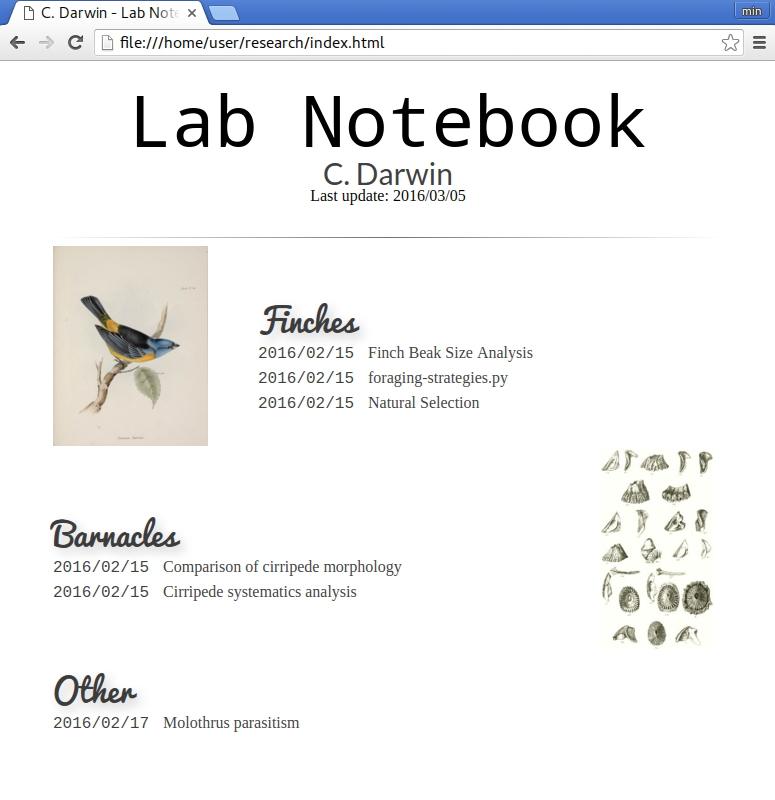 C. Darwin - Lab Note
min
file:///home/user/research/index.html
Lab Notebook
C. Darwin
Last update: 2016/03/05
Finches
2016/02/15 Finch Beak Size Analysis
2016/02/15 foraging-strategies.py
2016/02/15 Natural Selection
Barnacles
2016/02/15 Comparison of cirripede morphology
2016/02/15 Cirripede systematics analysis
Other
2016/02/17 Molothrus parasitism